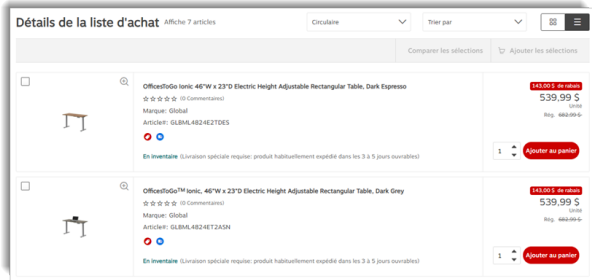 Détails de la liste d'achat Affiche 7 articles
Circulaire
Trier par
Comparer les sélections
Ajouter les sélections
OfficesToGo Ionic 46"W x 23"D Electric Height Adjustable Rectangular Table, Dark Espresso
(0 Commentaires)
Marque: Global
Article#: GLBML4824E2TDES
En inventaire (Livraison spéciale requise: produit habituellement expédié dans les 3 à 5 jours ouvrables)
143,00 $ de rabais
539,99 $
Unité
Rég. 682,99 $
1
Ajouter au panier
OfficesToGo™ Ionic, 46"W x 23"D Electric Height Adjustable Rectangular Table, Dark Grey
(0 Commentaires)
Marque: Global
Article#: GLBML4824ET2ASN
En inventaire (Livraison spéciale requise: produit habituellement expédié dans les 3 à 5 jours ouvrables)
143,00 $ de rabais
539,99 $
Unité
Rég. 682,99 $
1
Ajouter au panier